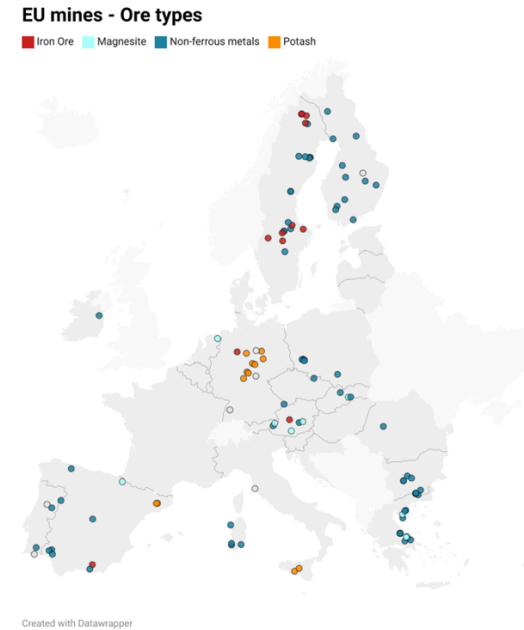 EU mines - Ore types
Iron Ore Magnesite Non-ferrous metals Potash
Created with Datawrapper